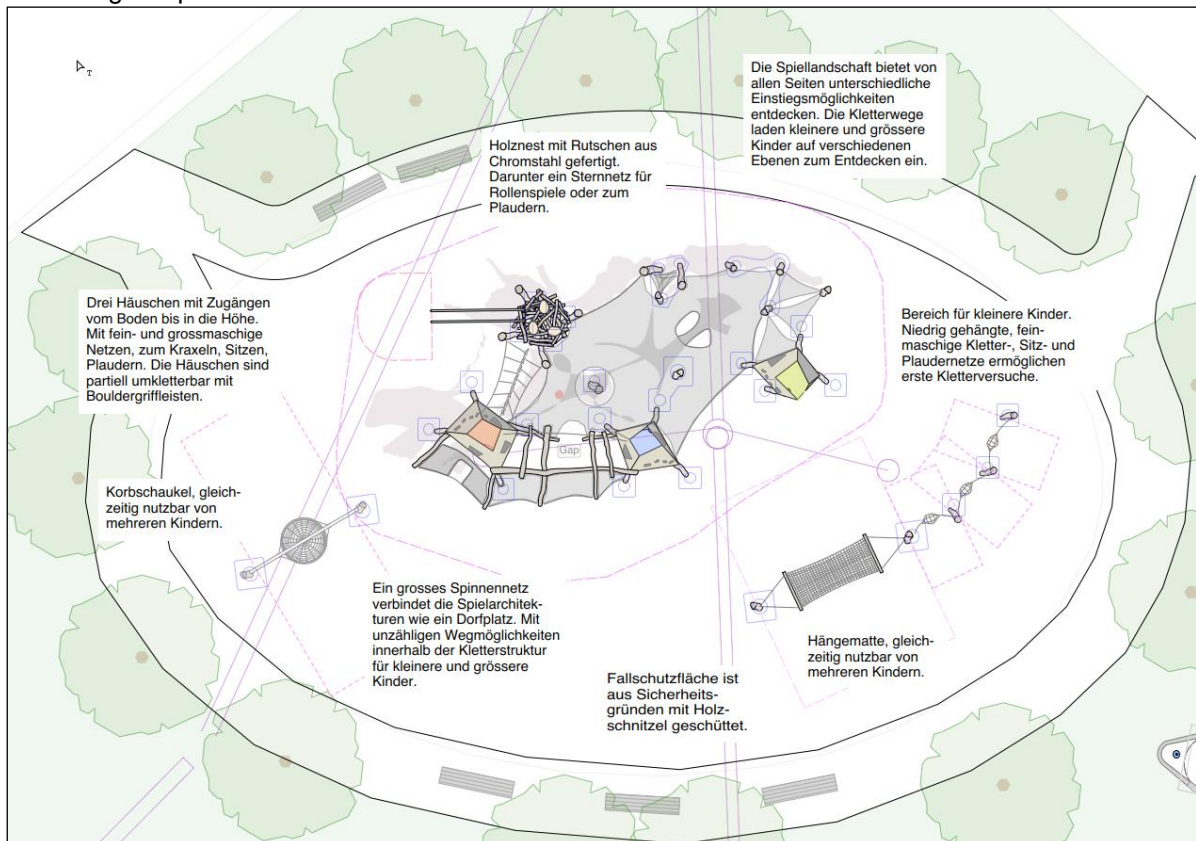 Die Spiellandschaft bietet von
allen Seiten unterschiedliche
Einstiegsmöglichkeiten
entdecken. Die Kletterwege
laden kleinere und grössere
Kinder auf verschiedenen
Ebenen zum Entdecken ein.
Holznest mit Rutschen aus
Chromstahl gefertigt.
Darunter ein Sternnetz für
Rollenspiele oder zum
Plaudern.
Drei Häuschen mit Zugängen
vom Boden bis in die Höhe.
Mit fein- und grossmaschige
Netzen, zum Kraxeln, Sitzen,
Plaudern. Die Häuschen sind
partiell umkletterbar mit
Bouldergriffleisten.
Bereich für kleinere Kinder.
Niedrig gehängte, fein-
maschige Kletter-, Sitz- und
Plaudernetze ermöglichen
erste Kletterversuche.
Gap
Korbschaukel, gleich-
zeitig nutzbar von
mehreren Kindern.
Ein grosses Spinnennetz
verbindet die Spielarchitek-
turen wie ein Dorfplatz. Mit
unzähligen Wegmöglichkeiten
innerhalb der Kletterstruktur
für kleinere und grössere
Kinder.
Hängematte, gleich-
zeitig nutzbar von
mehreren Kindern.
Fallschutzfläche ist
aus Sicherheits-
gründen mit Holz-
schnitzel geschüttet.